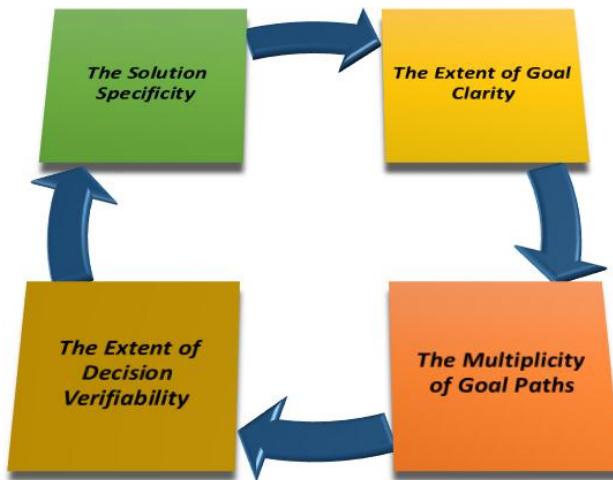 The Solution
Specificity
The Extent of Goal
Clarity
The Multiplicity
of Goal Paths
The Extent of
Decision
Verifiability